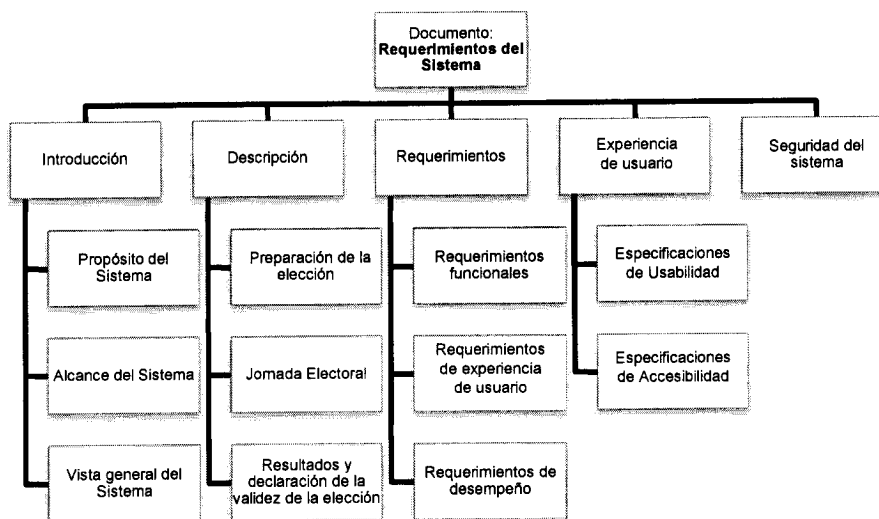 Documento:
Requerimientos del
Sistema
Introducción
Descripción
Requerimientos
Experiencia
de usuario
Seguridad del
sistema
Propósito del
Sistema
Preparación de la
elección
Requerimientos
funcionales
Especificaciones
de Usabilidad
Alcance del Sistema
Jornada Electoral
Requerimientos
de experiencia
de usuario
Especificaciones
de Accesibilidad
Vista general del
Sistema
Resultados y
declaración de la
validez de la elección
Requerimientos de
desempeño